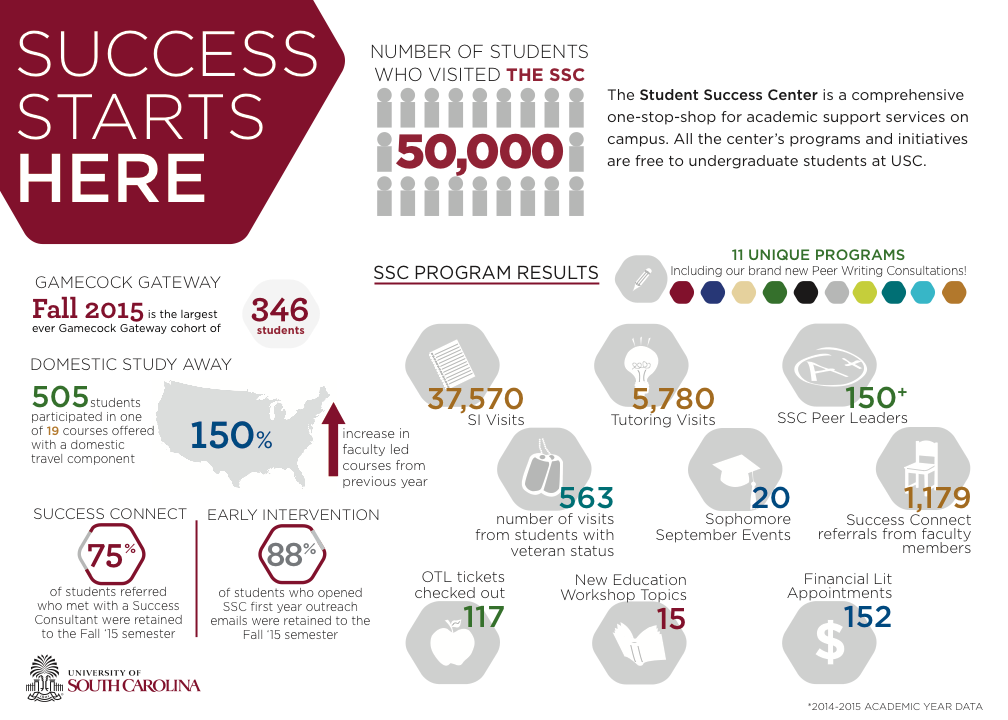 SUCCESS
STARTS
HERE
NUMBER OF STUDENTS
WHO VISITED THE SSC
50,000
The Student Success Center is a comprehensive
one-stop-shop for academic support services on
campus. All the center's programs and initiatives
are free to undergraduate students at USC.
GAMECOCK GATEWAY
Fall 2015 is the largest
ever Gamecock Gateway cohort of
346
students
DOMESTIC STUDY AWAY
505 students
participated in one
of 19 courses offered
with a domestic
travel component
150%
increase in
faculty led
courses from
previous year
SUCCESS CONNECT
75%
of students referred
who met with a Success
Consultant were retained
to the Fall '15 semester
EARLY INTERVENTION
88%
of students who opened
SSC first year outreach
emails were retained to the
Fall '15 semester
UNIVERSITY OF
SOUTH CAROLINA
SSC PROGRAM RESULTS
11 UNIQUE PROGRAMS
Including our brand new Peer Writing Consultations!
37,570
SI Visits
5,780
Tutoring Visits
A+
150+
SSC Peer Leaders
563
number of visits
from students with
veteran status
20
Sophomore
September Events
1,179
Success Connect
referrals from faculty
members
OTL tickets
checked out
117
New Education
Workshop Topics
15
Financial Lit
Appointments
152
$
*2014-2015 ACADEMIC YEAR DATA